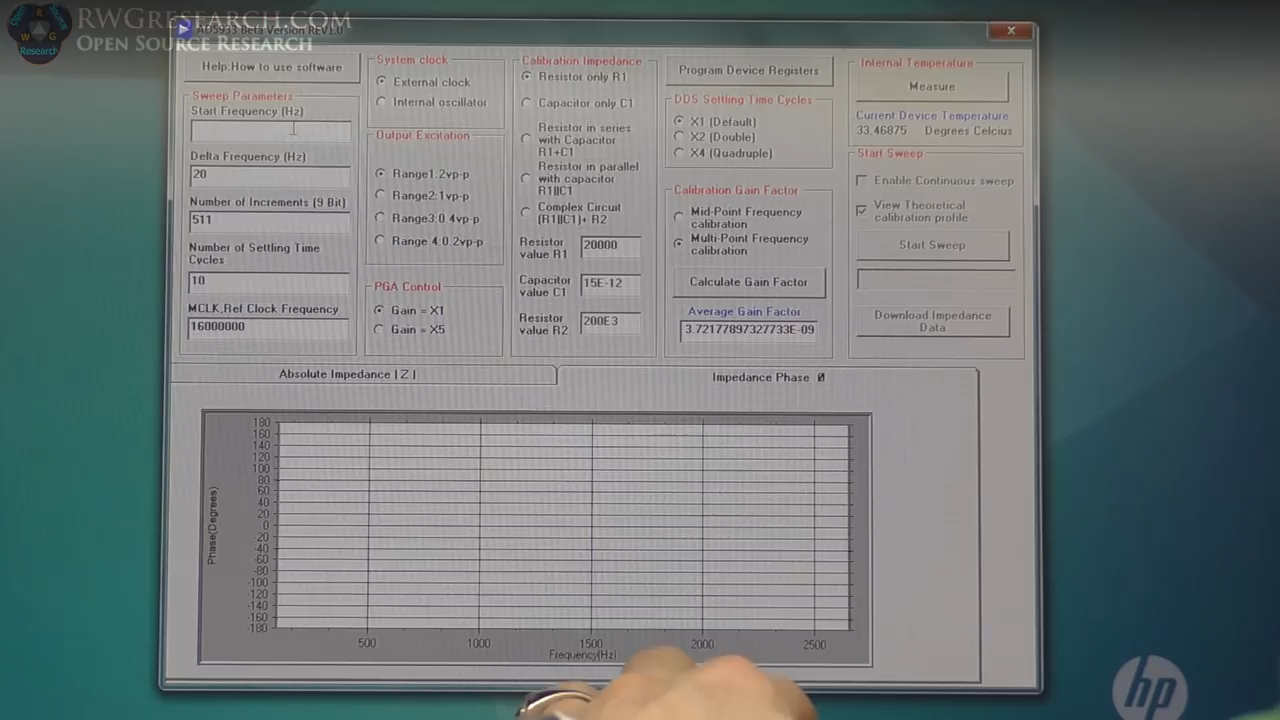 RWGRESEARCH.COM
OPEN SOURCE RESEARCH
Open Source
R
W G
Research
AD5933 Beta Version REV1.0
Help:How to use software
Sweep Parameters
Start Frequency (Hz)
Delta Frequency (Hz)
20
Number of Increments (9 Bit)
511
Number of Settling Time
Cycles
10
MCLK,Ref Clock Frequency
16000000
System clock
External clock
Internal oscillator
Output Excitation
Range1:2vp-p
Range2:1vp-p
Range3:0.4vp-p
Range 4:0.2vp-p
PGA Control
Gain = X1
Gain = X5
Calibration Impedance
Resistor only R1
Capacitor only C1
Resistor in series
with Capacitor
R1+C1
Resistor in parallel
with capacitor
R1||C1
Complex Circuit
(R1||C1)+ R2
Resistor
value R1
20000
Capacitor
value C1
15E-12
Resistor
value R2
200E3
Program Device Registers
DDS Settling Time Cycles
X1 (Default)
X2 (Double)
X4 (Quadruple)
Calibration Gain Factor
Mid-Point Frequency
calibration
Multi-Point Frequency
calibration
Calculate Gain Factor
Average Gain Factor
3.72177897327733E-09
Internal Temperature
Measure
Current Device Temperature
33.46875 Degrees Celcius
Start Sweep
Enable Continuous sweep
View Theoretical
calibration profile
Start Sweep
Download Impedance
Data
Absolute Impedance |Z|
Impedance Phase Ø
180
160
140
120
100
80
60
40
20
0
-20
-40
-60
-80
-100
-120
-140
-160
-180
Phase(Degrees)
500 1000 1500 2000 2500
Frequency(Hz)
hp